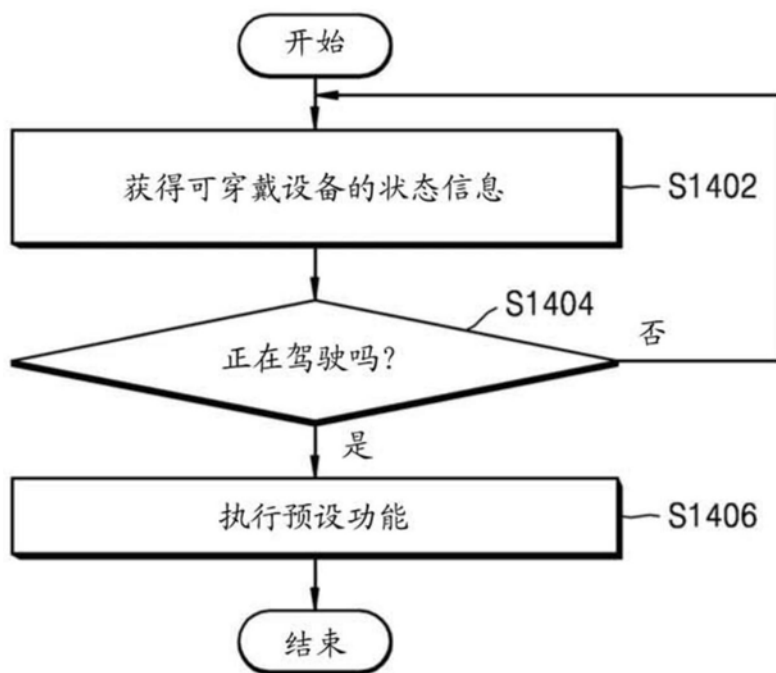 开始
获得可穿戴设备的状态信息
S1402
S1404
正在驾驶吗?
否
是
执行预设功能
S1406
结束